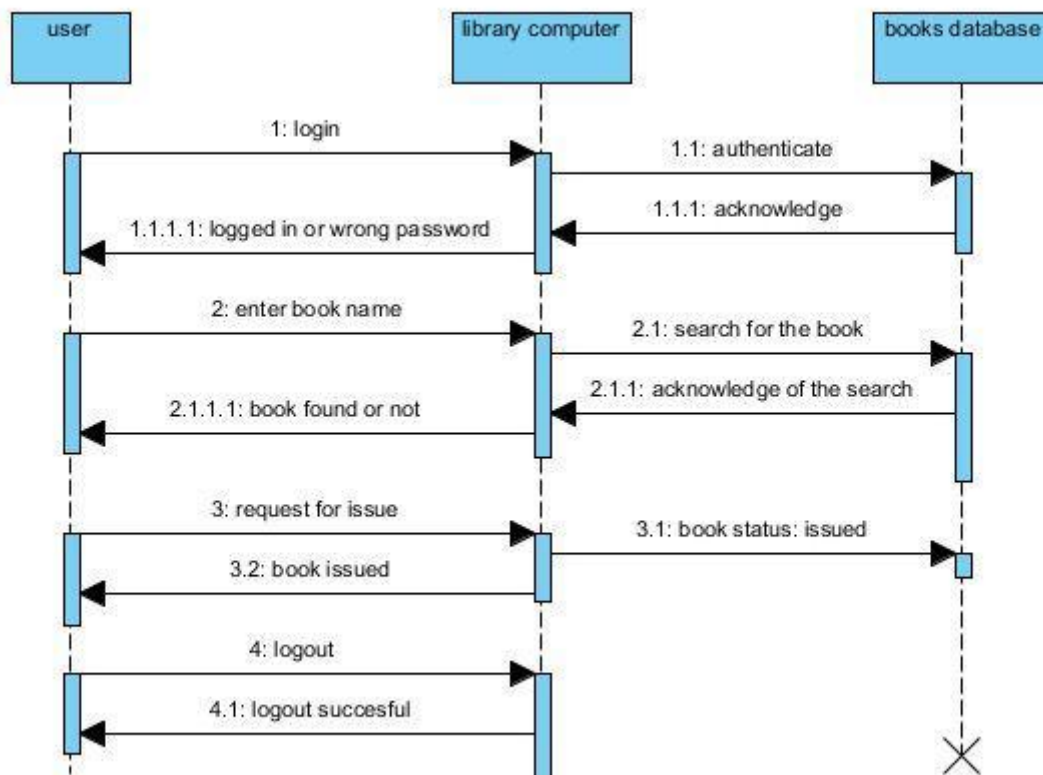 user
library computer
books database
1: login
1.1: authenticate
1.1.1: acknowledge
1.1.1.1: logged in or wrong password
2: enter book name
2.1: search for the book
2.1.1: acknowledge of the search
2.1.1.1: book found or not
3: request for issue
3.1: book status: issued
3.2: book issued
4: logout
4.1: logout succesful